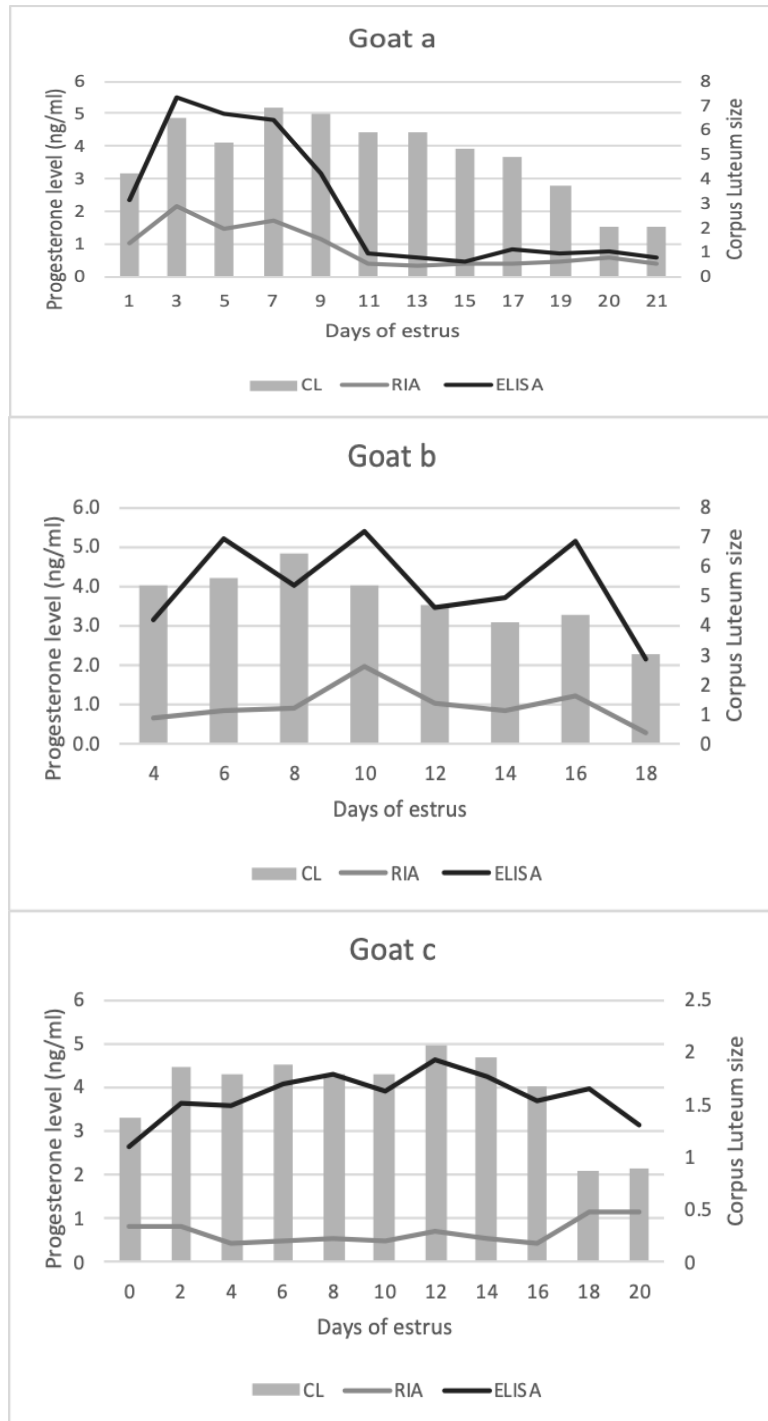 Goat a
Progesterone level (ng/ml)
6
5
4
3
2
1
0
8
7
6
5
4
3
2
1
0
Corpus Luteum size
1 3 5 7 9 11 13 15 17 19 20 21
Days of estrus
CL RIA ELISA
Goat b
Progesterone level (ng/ml)
6.0
5.0
4.0
3.0
2.0
1.0
0.0
8
7
6
5
4
3
2
1
0
Corpus Luteum size
4 6 8 10 12 14 16 18
Days of estrus
CL RIA ELISA
Goat c
Progesterone level (ng/ml)
6
5
4
3
2
1
0
2.5
2
1.5
1
0.5
0
Corpus Luteum size
0 2 4 6 8 10 12 14 16 18 20
Days of estrus
CL RIA ELISA